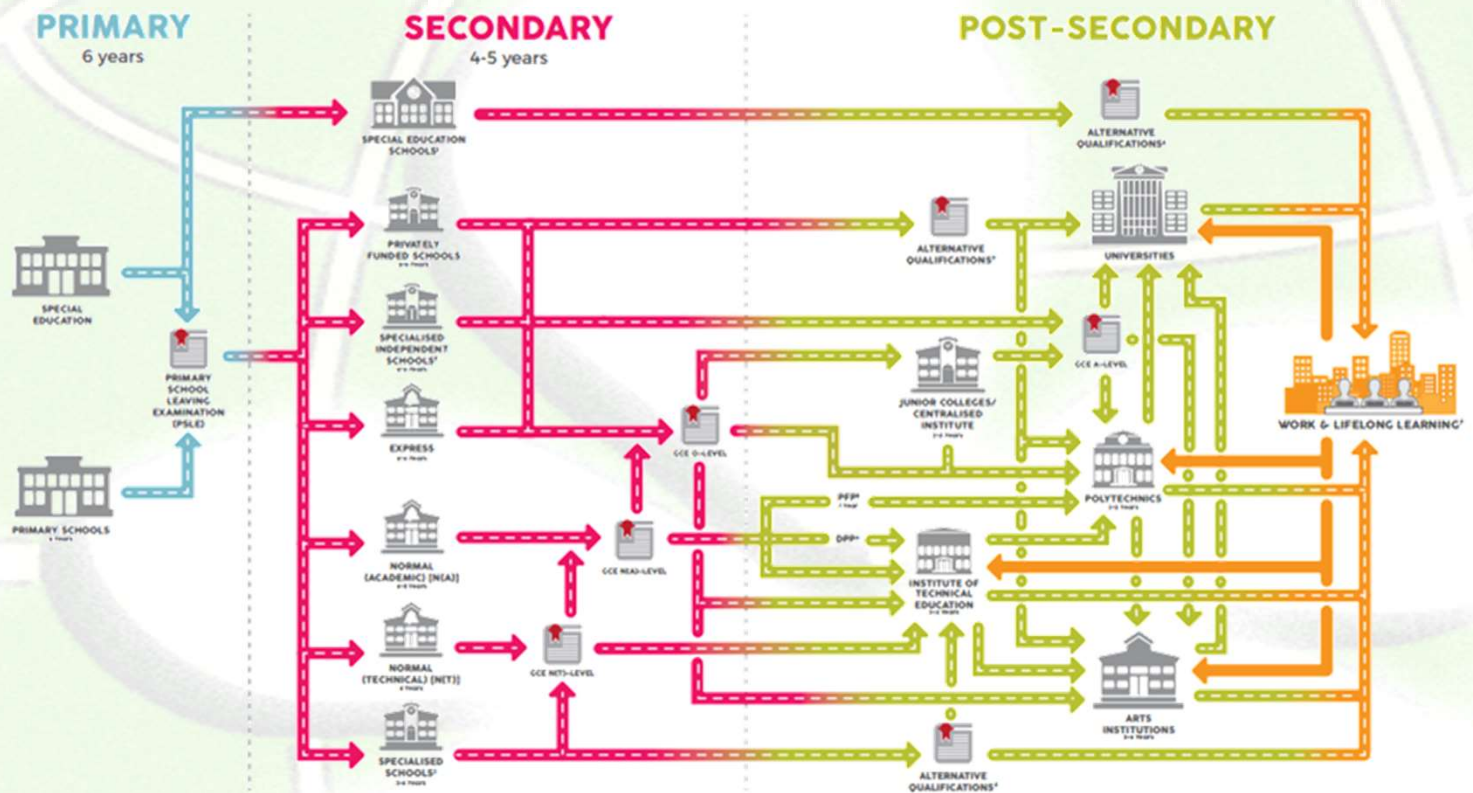 PRIMARY
6 years
SECONDARY
4-5 years
POST-SECONDARY
SPECIAL
EDUCATION
PRIMARY SCHOOLS
PRIMARY
SCHOOL
LEAVING
EXAMINATION
(PSLE)
SPECIAL EDUCATION
SCHOOLS
PRIVATELY
FUNDED SCHOOLS
SPECIALISED
INDEPENDENT
SCHOOLS
EXPRESS
NORMAL
(ACADEMIC) [N(A)]
NORMAL
(TECHNICAL) [N(T)]
SPECIALISED
SCHOOLS
GCE O-LEVEL
GCE N(A)-LEVEL
GCE N(T)-LEVEL
ALTERNATIVE
QUALIFICATIONS
ALTERNATIVE
QUALIFICATIONS
UNIVERSITIES
GCE A-LEVEL
JUNIOR COLLEGES/
CENTRALISED
INSTITUTE
POLYTECHNICS
PFP
DPP
INSTITUTE OF
TECHNICAL
EDUCATION
ARTS
INSTITUTIONS
ALTERNATIVE
QUALIFICATIONS
WORK & LIFELONG LEARNING